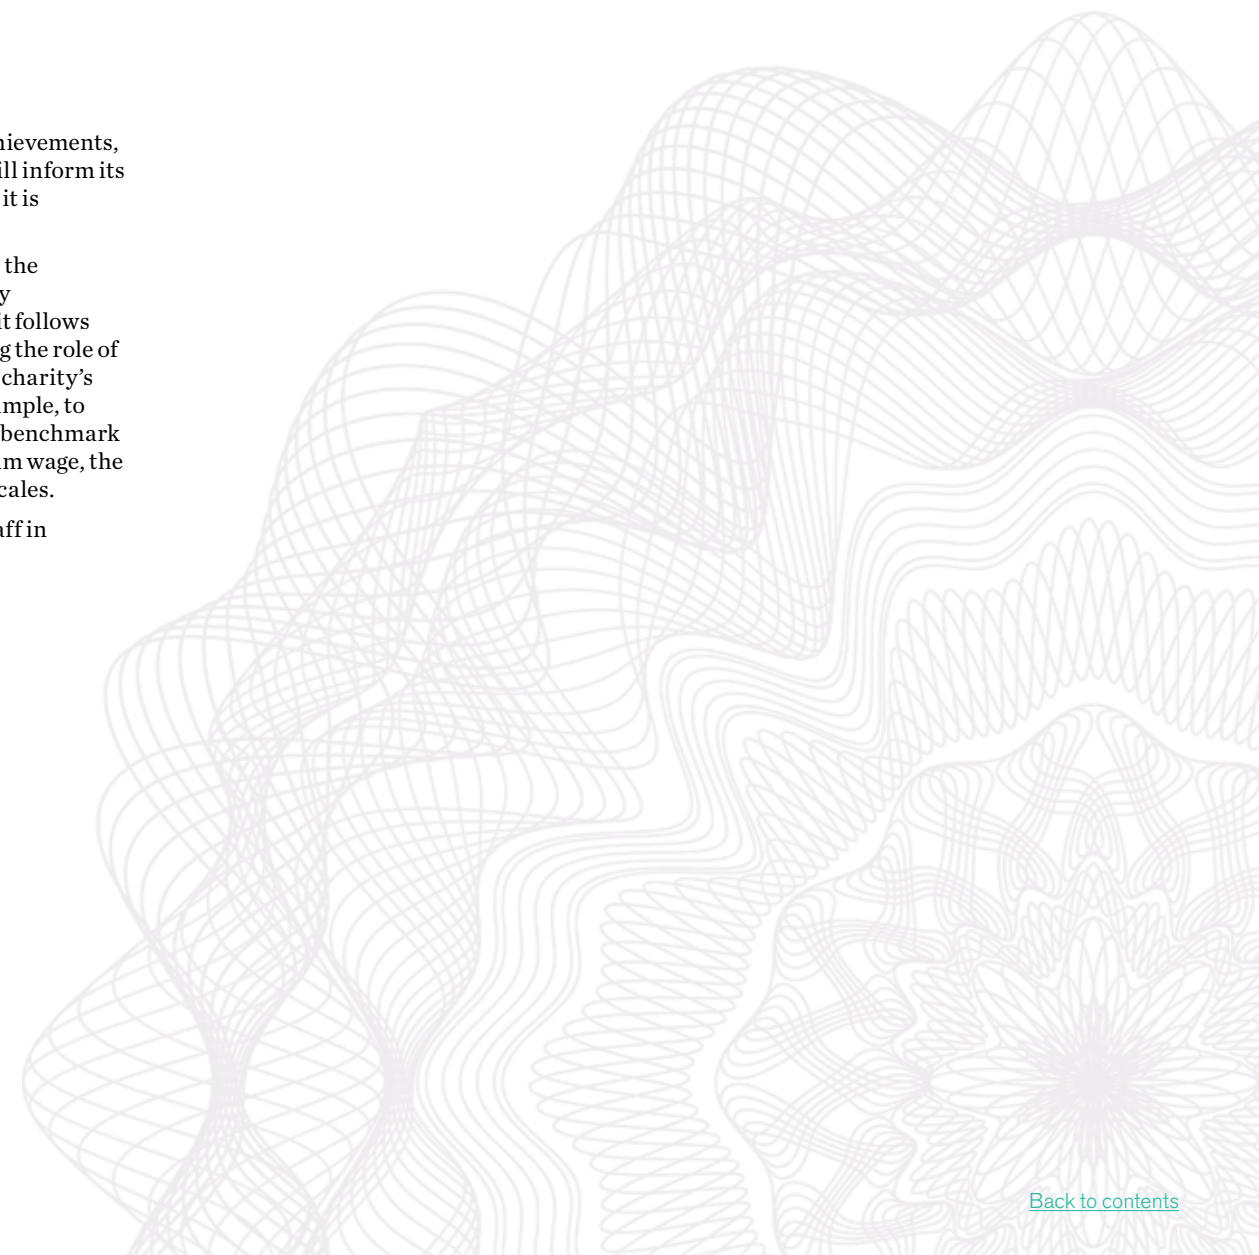 hievements,
ill inform its
it is
the
y
it follows
g the role of
charity’s
ample, to
benchmark
m wage, the
cales.
aff in
Back to contents